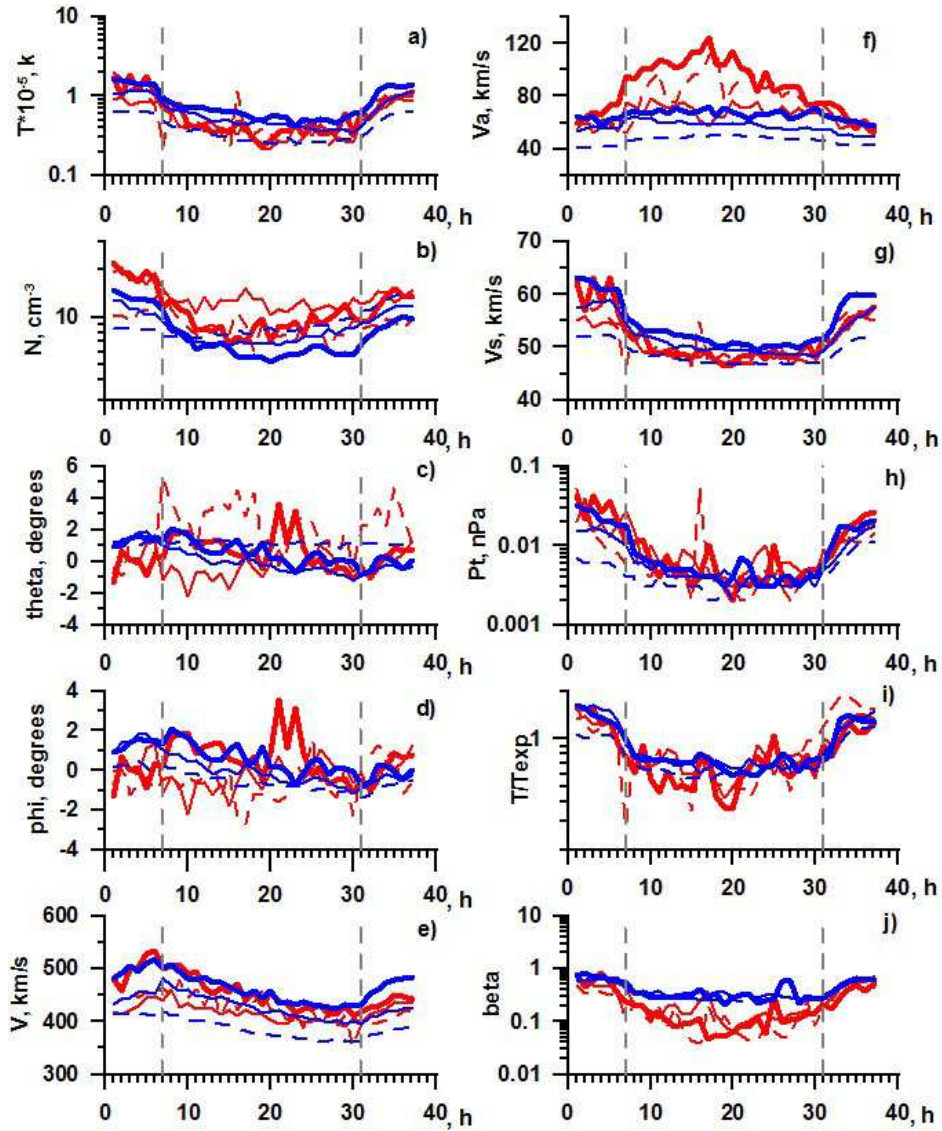 a)
T*10⁻⁵, k
10
1
0.1
0 10 20 30 40, h
f)
Va, km/s
120
80
60
40
0 10 20 30 40, h
b)
N, cm⁻³
10
0 10 20 30 40, h
g)
Vs, km/s
70
60
50
40
0 10 20 30 40, h
c)
theta, degrees
6
4
2
0
-2
-4
0 10 20 30 40, h
h)
Pt, nPa
0.1
0.01
0.001
0 10 20 30 40, h
d)
phi, degrees
4
2
0
-2
-4
0 10 20 30 40, h
i)
T/Texp
1
0 10 20 30 40, h
e)
V, km/s
600
500
400
300
0 10 20 30 40, h
j)
beta
10
1
0.1
0.01
0 10 20 30 40, h